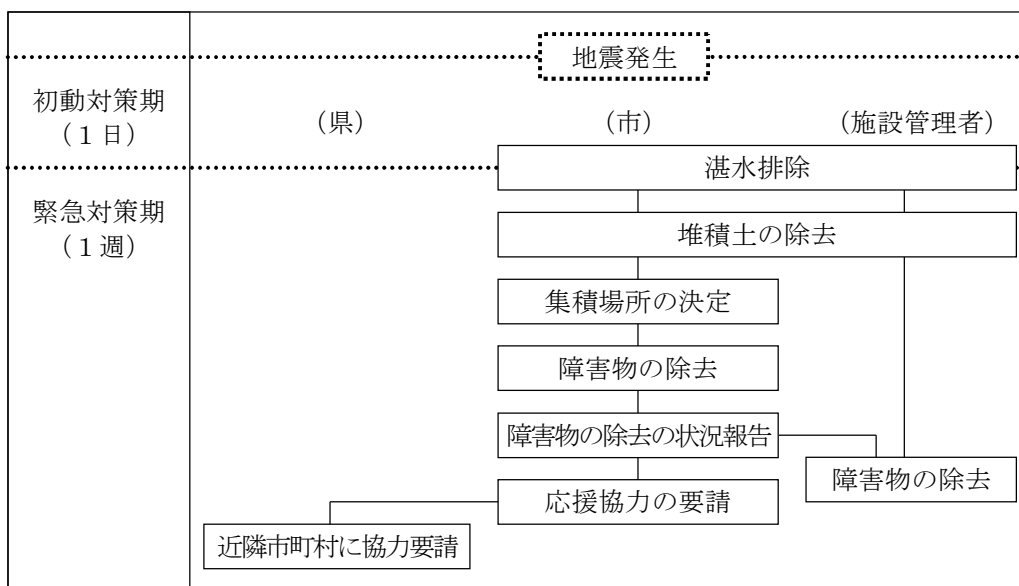 地震発生
初動対策期
（１日）
（県）
（市）
（施設管理者）
湛水排除
緊急対策期
（１週）
堆積土の除去
集積場所の決定
障害物の除去
障害物の除去の状況報告
障害物の除去
応援協力の要請
近隣市町村に協力要請